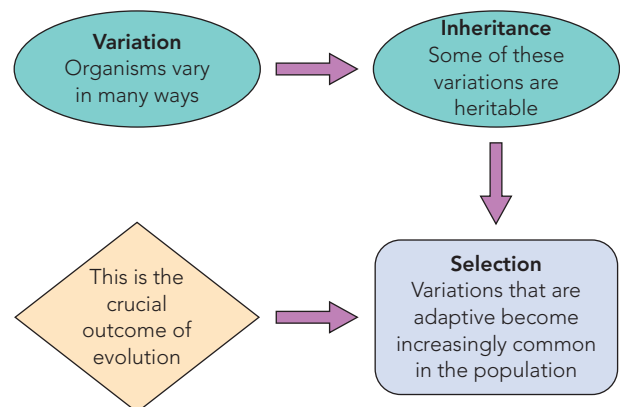 Variation
Organisms vary
in many ways
Inheritance
Some of these
variations are
heritable
This is the
crucial
outcome of
evolution
Selection
Variations that are
adaptive become
increasingly common
in the population